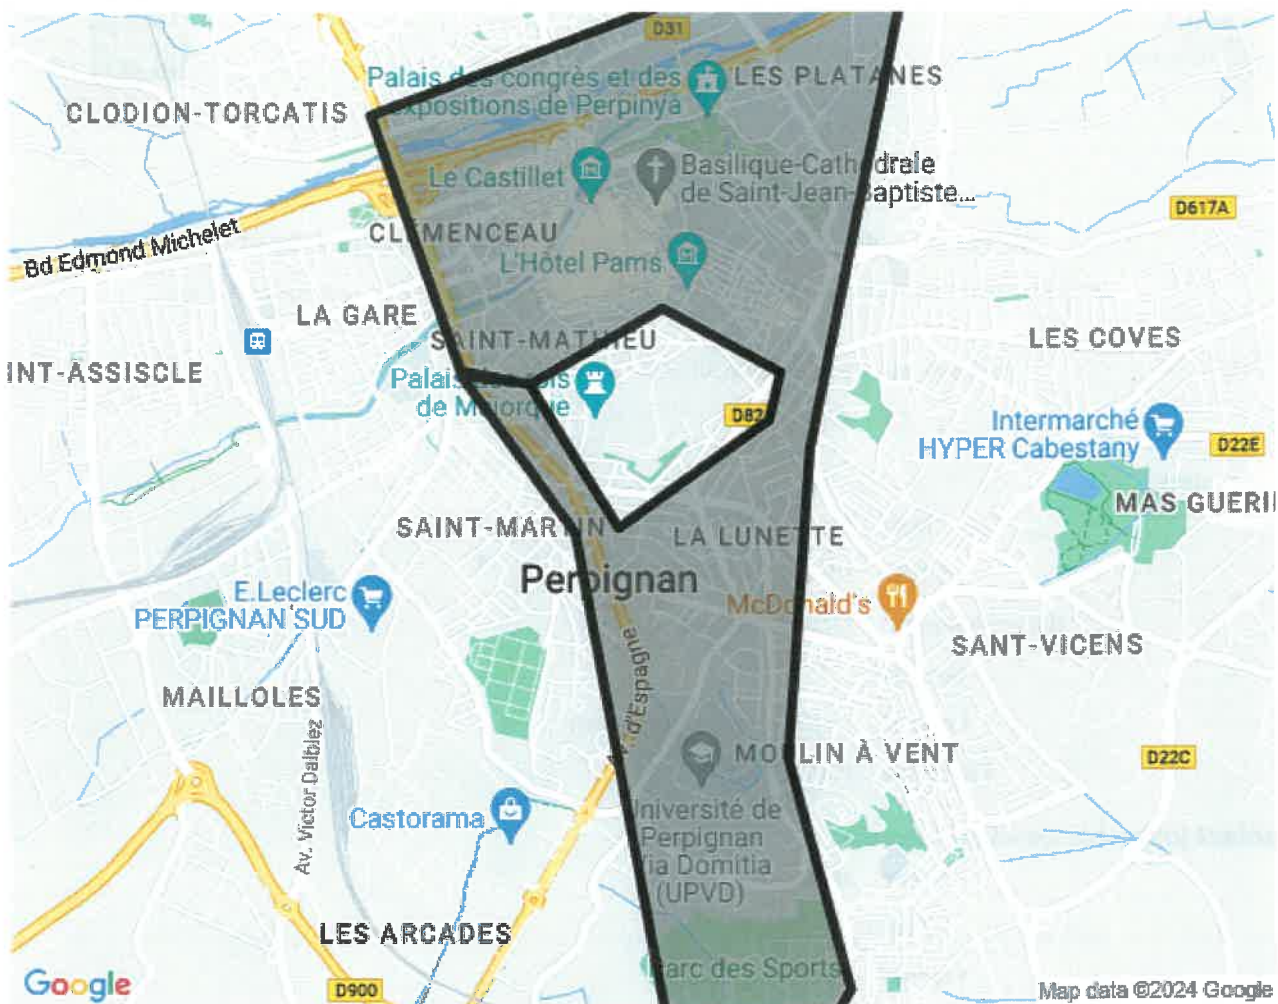 D31
Palais des congrès et des
expositions de Perpinyà
LES PLATANES
CLODION-TORCATIS
Le Castillet
Basilique-Cathédrale
de Saint-Jean-Baptiste...
D617A
Bd Edmond Michelet
CLEMENCEAU
L'Hôtel Pams
LA GARE
SAINT-MATHIEU
LES COVES
INT-ASSISCLE
Palais des Rois
de Majorque
D82
Intermarché
HYPER Cabestany
D22E
MAS GUERI
SAINT-MARTIN
LA LUNETTE
Perpignan
E.Leclerc
PERPIGNAN SUD
McDonald's
SANT-VICENS
MAILLOLES
Av. d'Espagne
Av. Victor Dalbiez
MOULIN À VENT
D22C
Castorama
Université de
Perpignan
Via Domitia
(UPVD)
LES ARCADES
Parc des Sports
Google
D900
Map data ©2024 Google